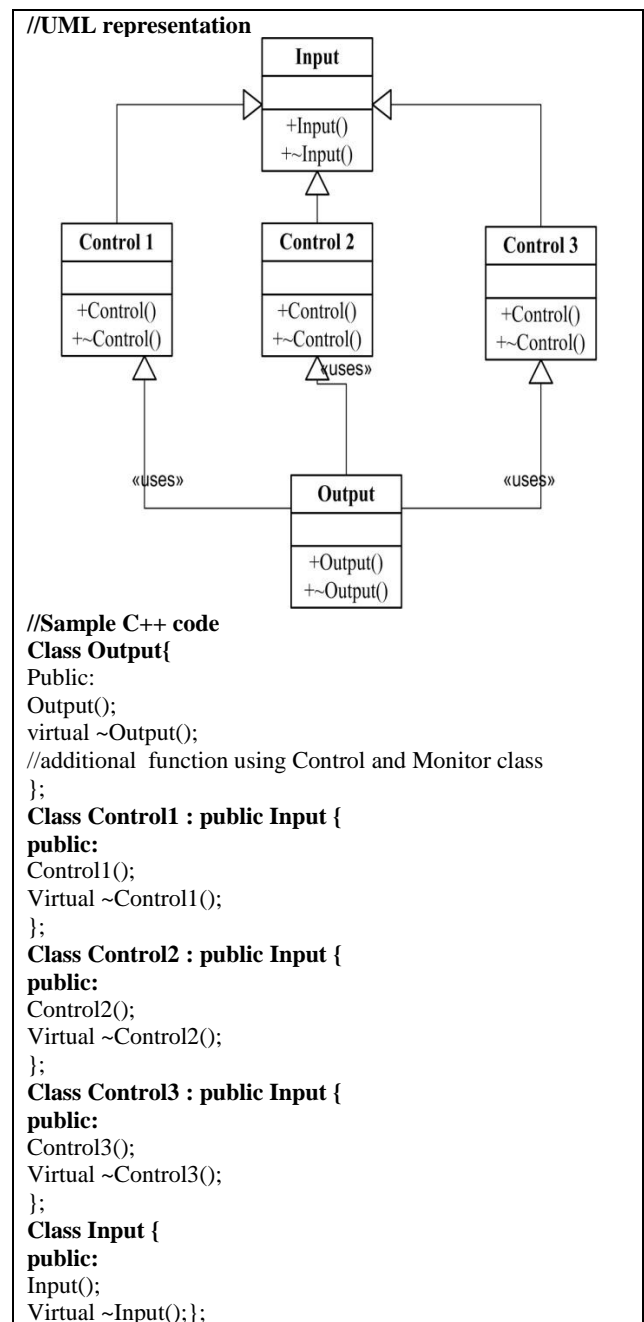 //UML representation
Input
+Input()
+~Input()
Control 1
+Control()
+~Control()
Control 2
+Control()
+~Control()
Control 3
+Control()
+~Control()
«uses»
«uses»
«uses»
Output
+Output()
+~Output()
//Sample C++ code
Class Output{
Public:
Output();
virtual ~Output();
//additional function using Control and Monitor class
};
Class Control1 : public Input {
public:
Control1();
Virtual ~Control1();
};
Class Control2 : public Input {
public:
Control2();
Virtual ~Control2();
};
Class Control3 : public Input {
public:
Control3();
Virtual ~Control3();
};
Class Input {
public:
Input();
Virtual ~Input();};